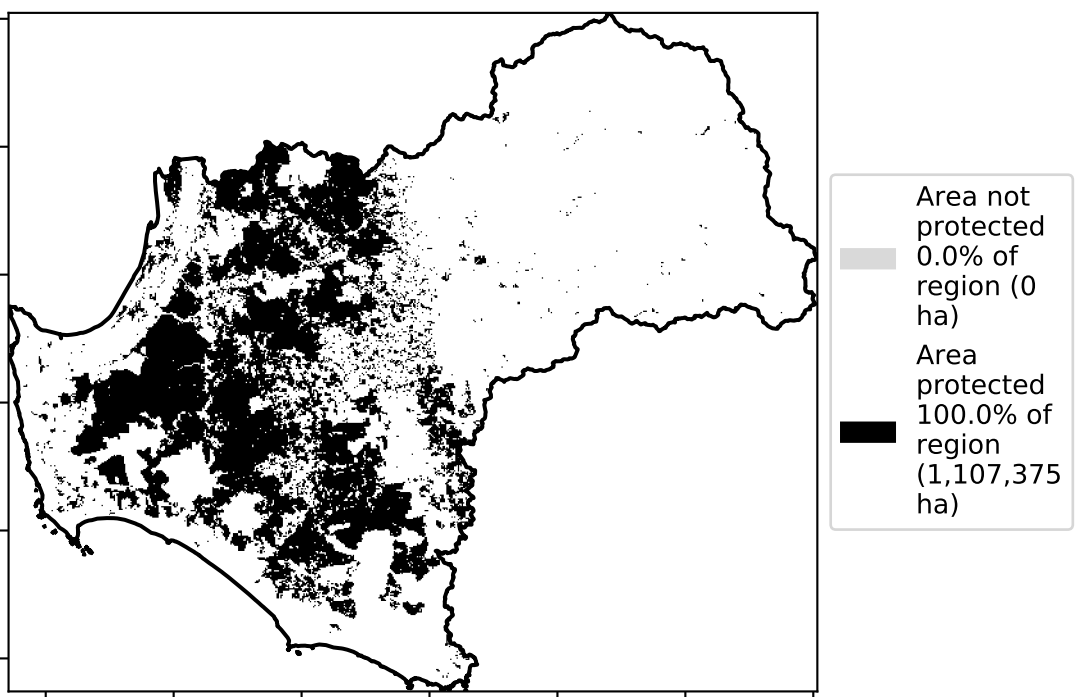 Area not
protected
0.0% of
region (0
ha)
Area
protected
100.0% of
region
(1,107,375
ha)